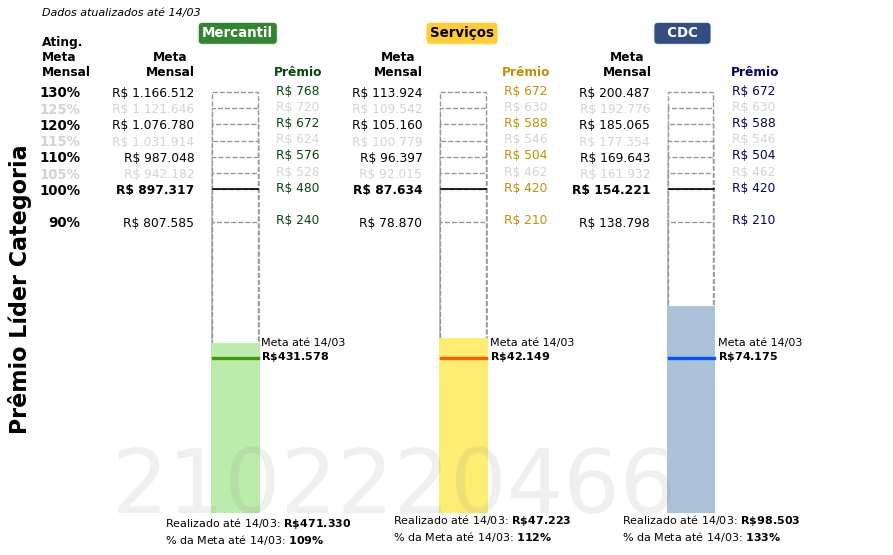 Dados atualizados até 14/03
Mercantil Serviços CDC
Ating. Meta Mensal
Meta Mensal Prêmio Meta Mensal Prêmio Meta Mensal Prêmio
130% R$ 1.166.512 R$ 768 R$ 113.924 R$ 672 R$ 200.487 R$ 672
125% R$ 1.121.646 R$ 720 R$ 109.542 R$ 630 R$ 192.776 R$ 630
120% R$ 1.076.780 R$ 672 R$ 105.160 R$ 588 R$ 185.065 R$ 588
115% R$ 1.031.914 R$ 624 R$ 100.779 R$ 546 R$ 177.354 R$ 546
110% R$ 987.048 R$ 576 R$ 96.397 R$ 504 R$ 169.643 R$ 504
105% R$ 942.182 R$ 528 R$ 92.015 R$ 462 R$ 161.932 R$ 462
100% R$ 897.317 R$ 480 R$ 87.634 R$ 420 R$ 154.221 R$ 420
90% R$ 807.585 R$ 240 R$ 78.870 R$ 210 R$ 138.798 R$ 210
Prêmio Líder Categoria
Meta até 14/03 Meta até 14/03 Meta até 14/03
R$431.578 R$42.149 R$74.175
2102220466
Realizado até 14/03: R$471.330 Realizado até 14/03: R$47.223 Realizado até 14/03: R$98.503
% da Meta até 14/03: 109% % da Meta até 14/03: 112% % da Meta até 14/03: 133%